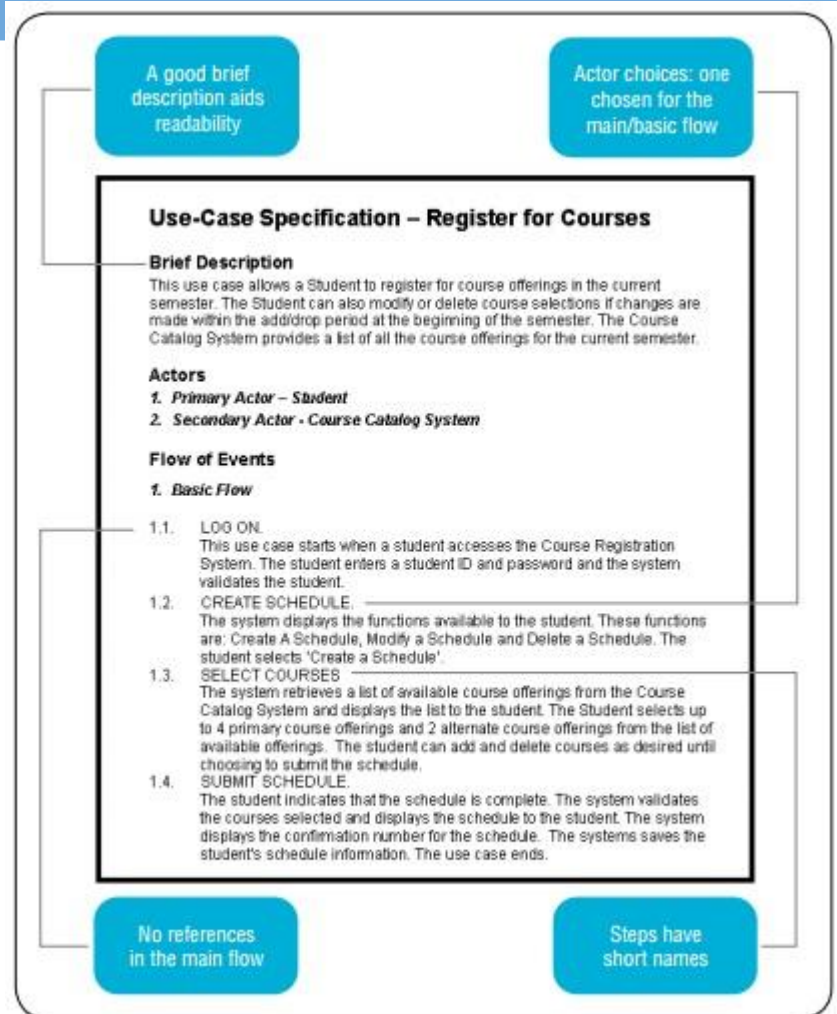 A good brief
description aids
readability
Actor choices: one
chosen for the
main/basic flow
Use-Case Specification – Register for Courses
Brief Description
This use case allows a Student to register for course offerings in the current
semester. The Student can also modify or delete course selections if changes are
made within the add/drop period at the beginning of the semester. The Course
Catalog System provides a list of all the course offerings for the current semester.
Actors
1. Primary Actor – Student
2. Secondary Actor - Course Catalog System
Flow of Events
1. Basic Flow
1.1. LOG ON.
This use case starts when a student accesses the Course Registration
System. The student enters a student ID and password and the system
validates the student.
1.2. CREATE SCHEDULE.
The system displays the functions available to the student. These functions
are: Create A Schedule, Modify a Schedule and Delete a Schedule. The
student selects 'Create a Schedule'.
1.3. SELECT COURSES
The system retrieves a list of available course offerings from the Course
Catalog System and displays the list to the student. The Student selects up
to 4 primary course offerings and 2 alternate course offerings from the list of
available offerings. The student can add and delete courses as desired until
choosing to submit the schedule.
1.4. SUBMIT SCHEDULE.
The student indicates that the schedule is complete. The system validates
the courses selected and displays the schedule to the student. The system
displays the confirmation number for the schedule. The systems saves the
student's schedule information. The use case ends.
No references
in the main flow
Steps have
short names